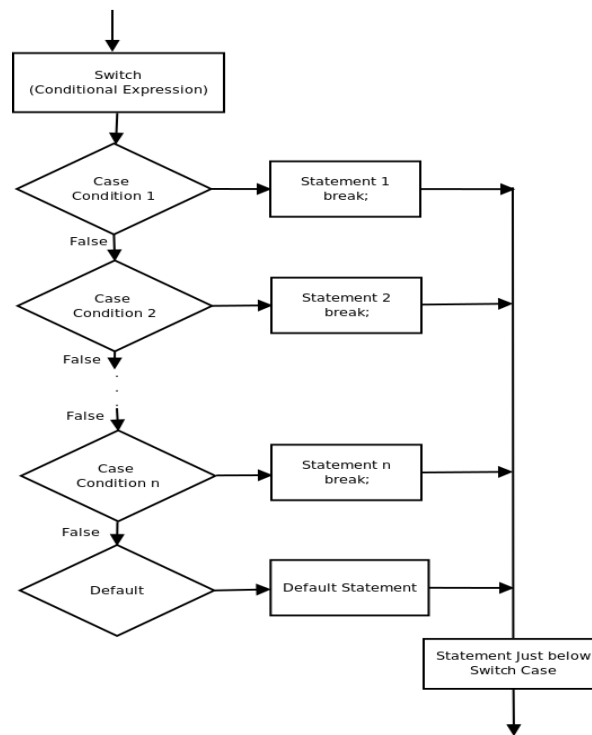 Switch
(Conditional Expression)
Case
Condition 1
Statement 1
break;
False
Case
Condition 2
Statement 2
break;
False
False
Case
Condition n
Statement n
break;
False
Default
Default Statement
Statement Just below
Switch Case